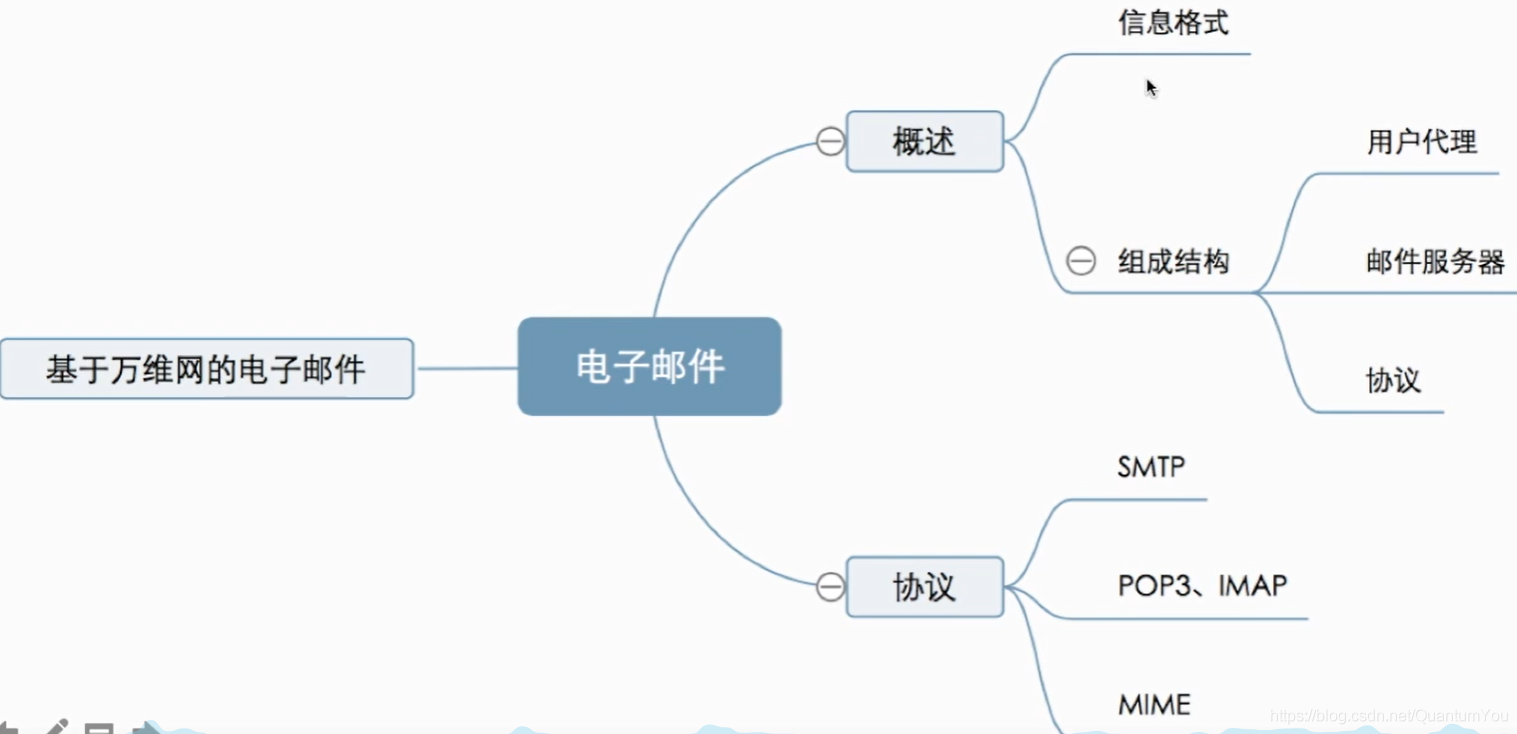 信息格式
概述
用户代理
组成结构
邮件服务器
基于万维网的电子邮件
电子邮件
协议
SMTP
协议
POP3、IMAP
MIME
https://blog.csdn.net/QuantumYou